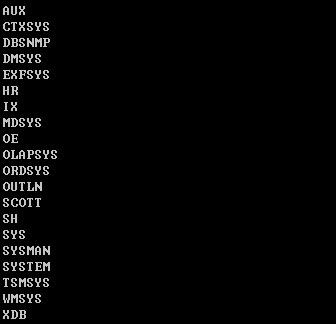 AUX
CTXSYS
DBSNMP
DMSYS
EXFSYS
HR
IX
MDSYS
OE
OLAPSYS
ORDSYS
OUTLN
SCOTT
SH
SYS
SYSMAN
SYSTEM
TSMSYS
WMSYS
XDB